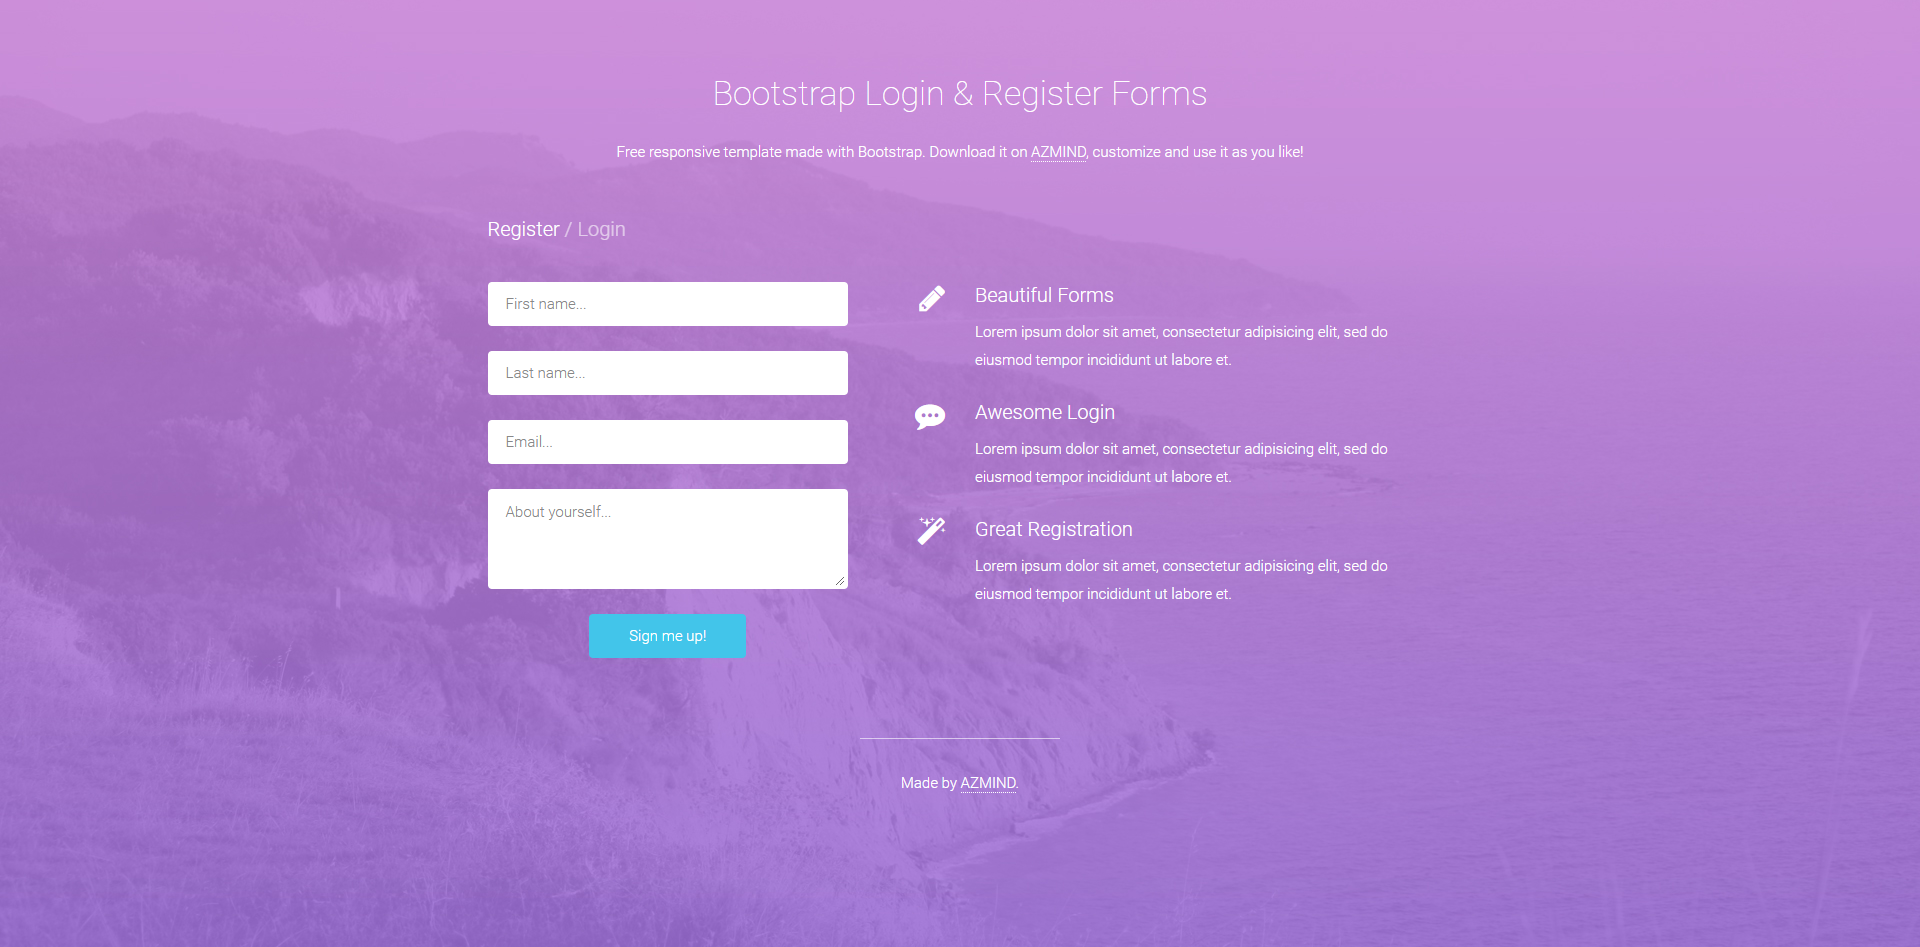 Bootstrap Login & Register Forms
Free responsive template made with Bootstrap. Download it on AZMIND, customize and use it as you like!
Register / Login
First name...
Last name...
Email...
About yourself...
Sign me up!
Beautiful Forms
Lorem ipsum dolor sit amet, consectetur adipisicing elit, sed do
eiusmod tempor incididunt ut labore et.
Awesome Login
Lorem ipsum dolor sit amet, consectetur adipisicing elit, sed do
eiusmod tempor incididunt ut labore et.
Great Registration
Lorem ipsum dolor sit amet, consectetur adipisicing elit, sed do
eiusmod tempor incididunt ut labore et.
Made by AZMIND.